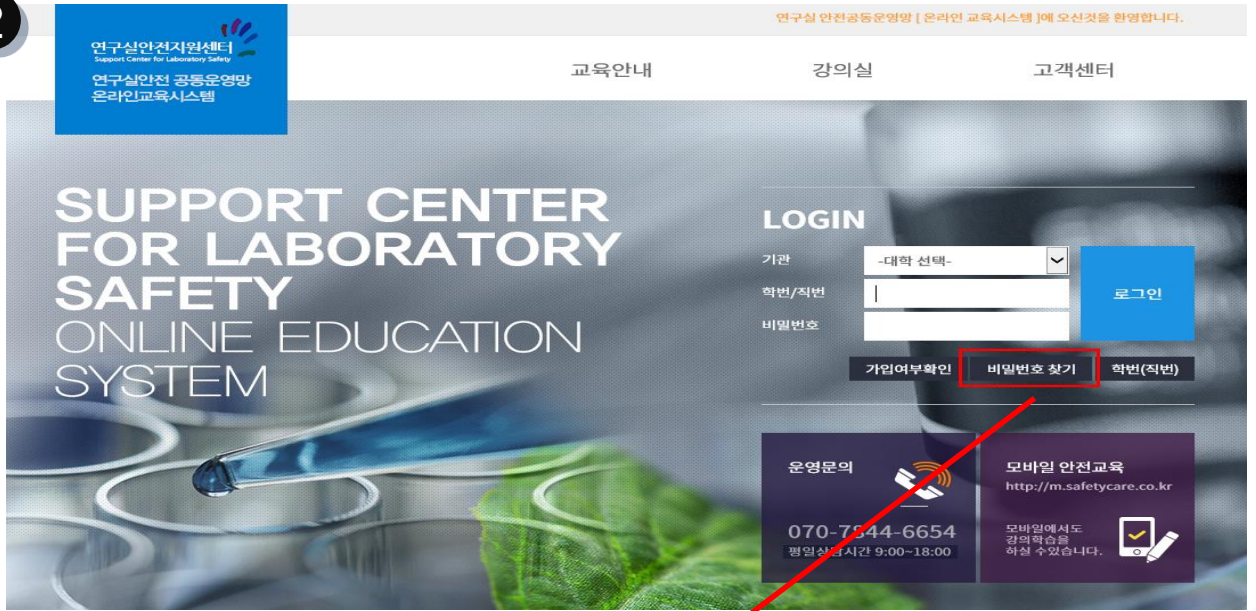 2
연구실 안전공동운영망 [ 온라인 교육시스템 ]에 오신것을 환영합니다.
연구실안전지원센터
Support Center for Laboratory Safety
연구실안전 공동운영망
온라인교육시스템
교육안내
강의실
고객센터
SUPPORT CENTER
FOR LABORATORY
SAFETY
ONLINE EDUCATION
SYSTEM
LOGIN
기관
-대학 선택-
학번/직번
비밀번호
로그인
가입여부확인
비밀번호 찾기
학번(직번)
운영문의
070-7844-6654
평일상담시간 9:00~18:00
모바일 안전교육
http://m.safetycare.co.kr
모바일에서도
강의학습을
하실 수있습니다.